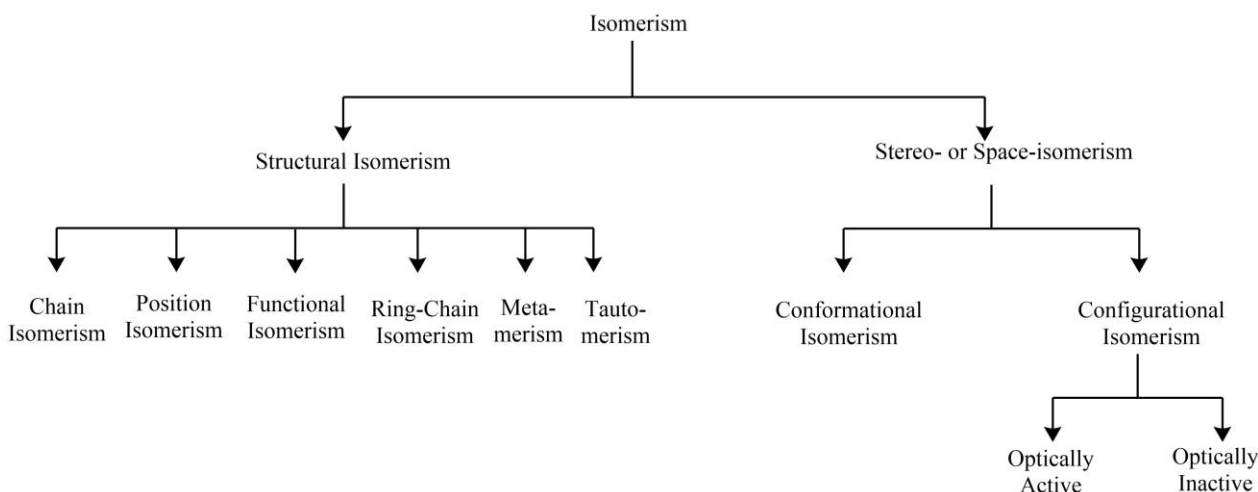 Isomerism
Structural Isomerism
Stereo- or Space-isomerism
Chain
Isomerism
Position
Isomerism
Functional
Isomerism
Ring-Chain
Isomerism
Meta-
merism
Tauto-
merism
Conformational
Isomerism
Configurational
Isomerism
Optically
Active
Optically
Inactive